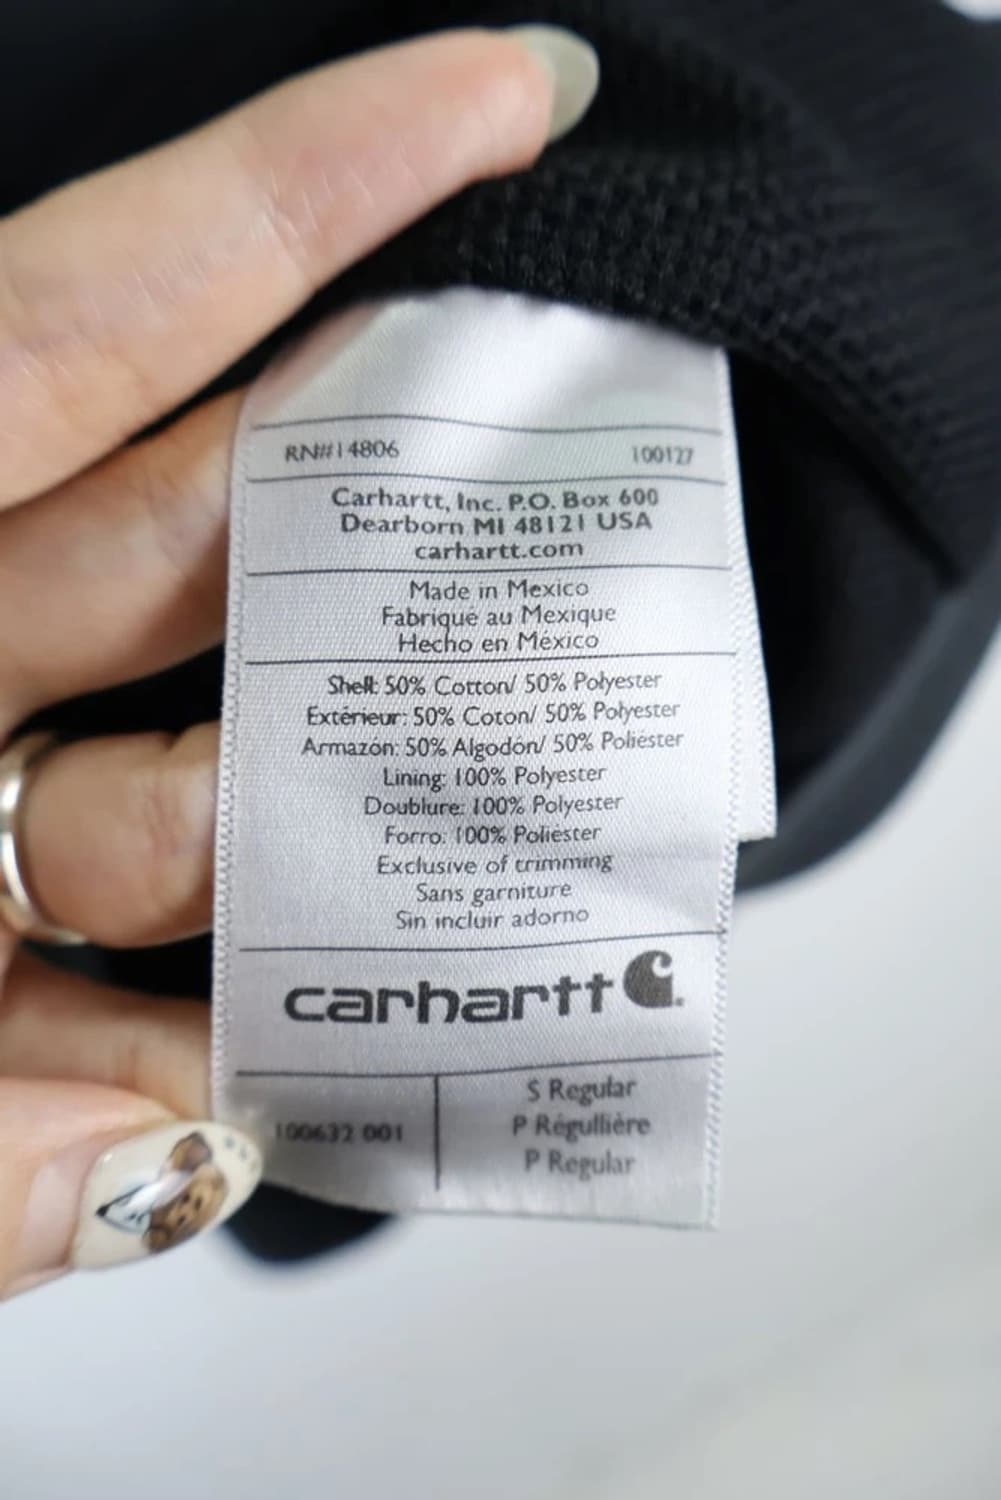 RN#14806 100127
Carhartt, Inc. P.O. Box 600
Dearborn MI 48121 USA
carhartt.com
Made in Mexico
Fabriqué au Mexique
Hecho en México
Shell: 50% Cotton/ 50% Polyester
Extérieur: 50% Coton/ 50% Polyester
Armazón: 50% Algodón/ 50% Poliéster
Lining: 100% Polyester
Doublure: 100% Polyester
Forro: 100% Poliéster
Exclusive of trimming
Sans garniture
Sin incluir adorno
carhartt
100632 001
S Regular
P Régullière
P Regular